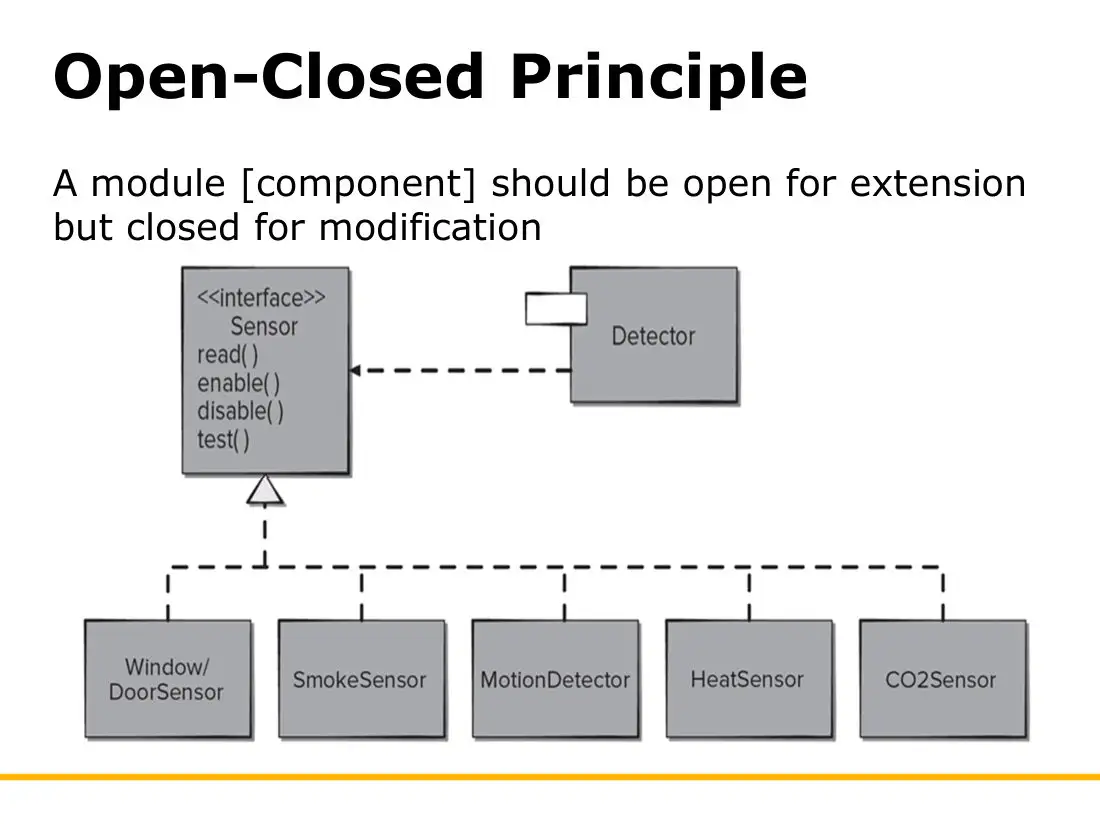 Open-Closed Principle
A module [component] should be open for extension
but closed for modification
<<interface>>
Sensor
read( )
enable( )
disable( )
test( )
Detector
Window/
DoorSensor
SmokeSensor
MotionDetector
HeatSensor
CO2Sensor